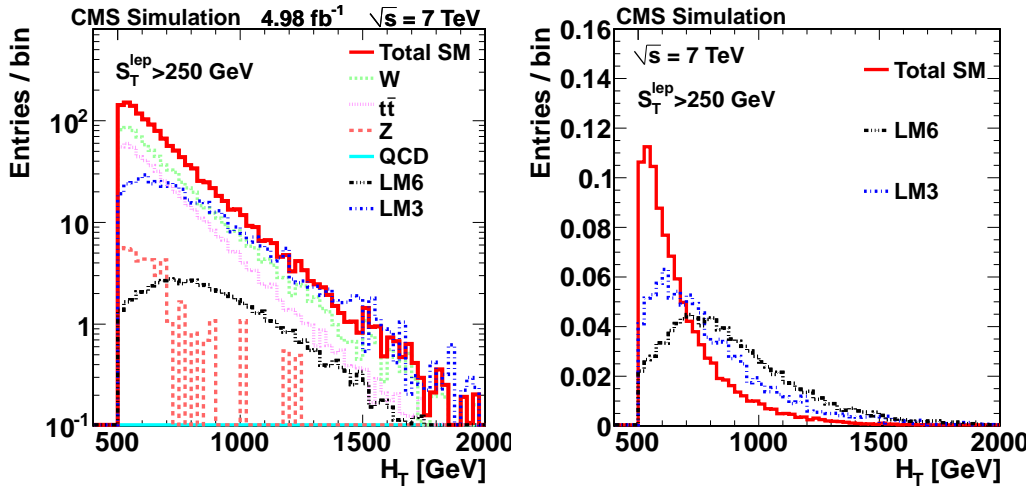 CMS Simulation 4.98 fb⁻¹ √s = 7 TeV
S_T^lep>250 GeV
Total SM
W
tt̄
Z
QCD
LM6
LM3
Entries / bin
10²
10
1
10⁻¹
500 1000 1500 2000
H_T [GeV]
CMS Simulation
√s = 7 TeV
S_T^lep>250 GeV
Total SM
LM6
LM3
Entries / bin
0.16
0.14
0.12
0.1
0.08
0.06
0.04
0.02
0
500 1000 1500 2000
H_T [GeV]